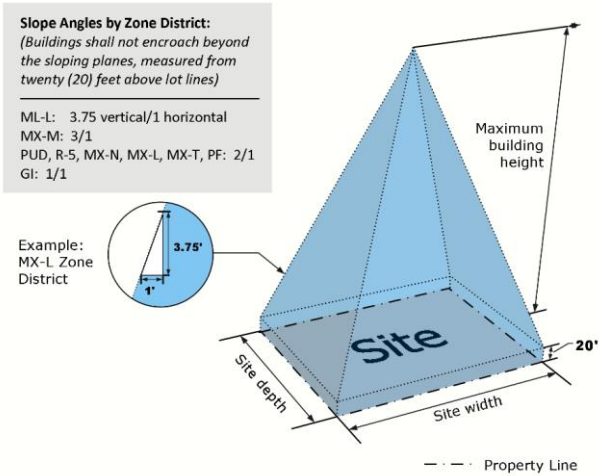 Slope Angles by Zone District:
(Buildings shall not encroach beyond
the sloping planes, measured from
twenty (20) feet above lot lines)
ML-L: 3.75 vertical/1 horizontal
MX-M: 3/1
PUD, R-5, MX-N, MX-L, MX-T, PF: 2/1
GI: 1/1
Maximum
building
height
Example:
MX-L Zone
District
3.75'
1'
Site
20'
Site depth
Site width
Property Line